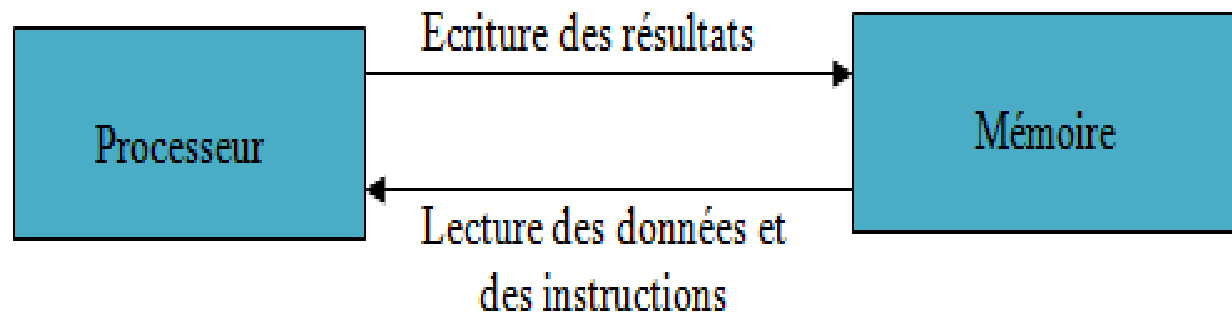 Ecriture des résultats
Processeur
Mémoire
Lecture des données et
des instructions